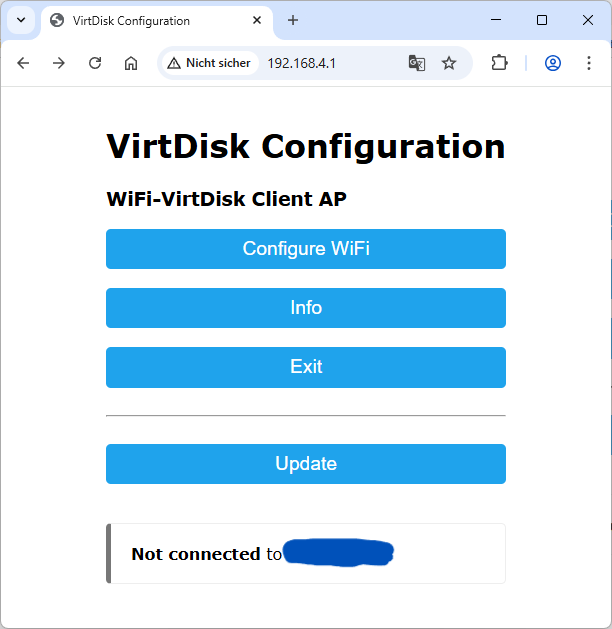 VirtDisk Configuration
Nicht sicher 192.168.4.1
VirtDisk Configuration
WiFi-VirtDisk Client AP
Configure WiFi
Info
Exit
Update
Not connected to